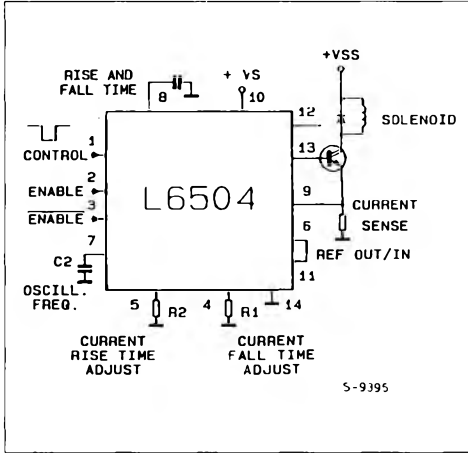 +VSS
RISE AND
FALL TIME
8
+ VS
10
12
SOLENOID
1
CONTROL
13
2
ENABLE
L6504
3
ENABLE
9
CURRENT
SENSE
6
REF OUT/IN
7
C2
11
OSCILL.
FREQ.
5
R2
4
R1
14
CURRENT
RISE TIME
ADJUST
CURRENT
FALL TIME
ADJUST
S-9395